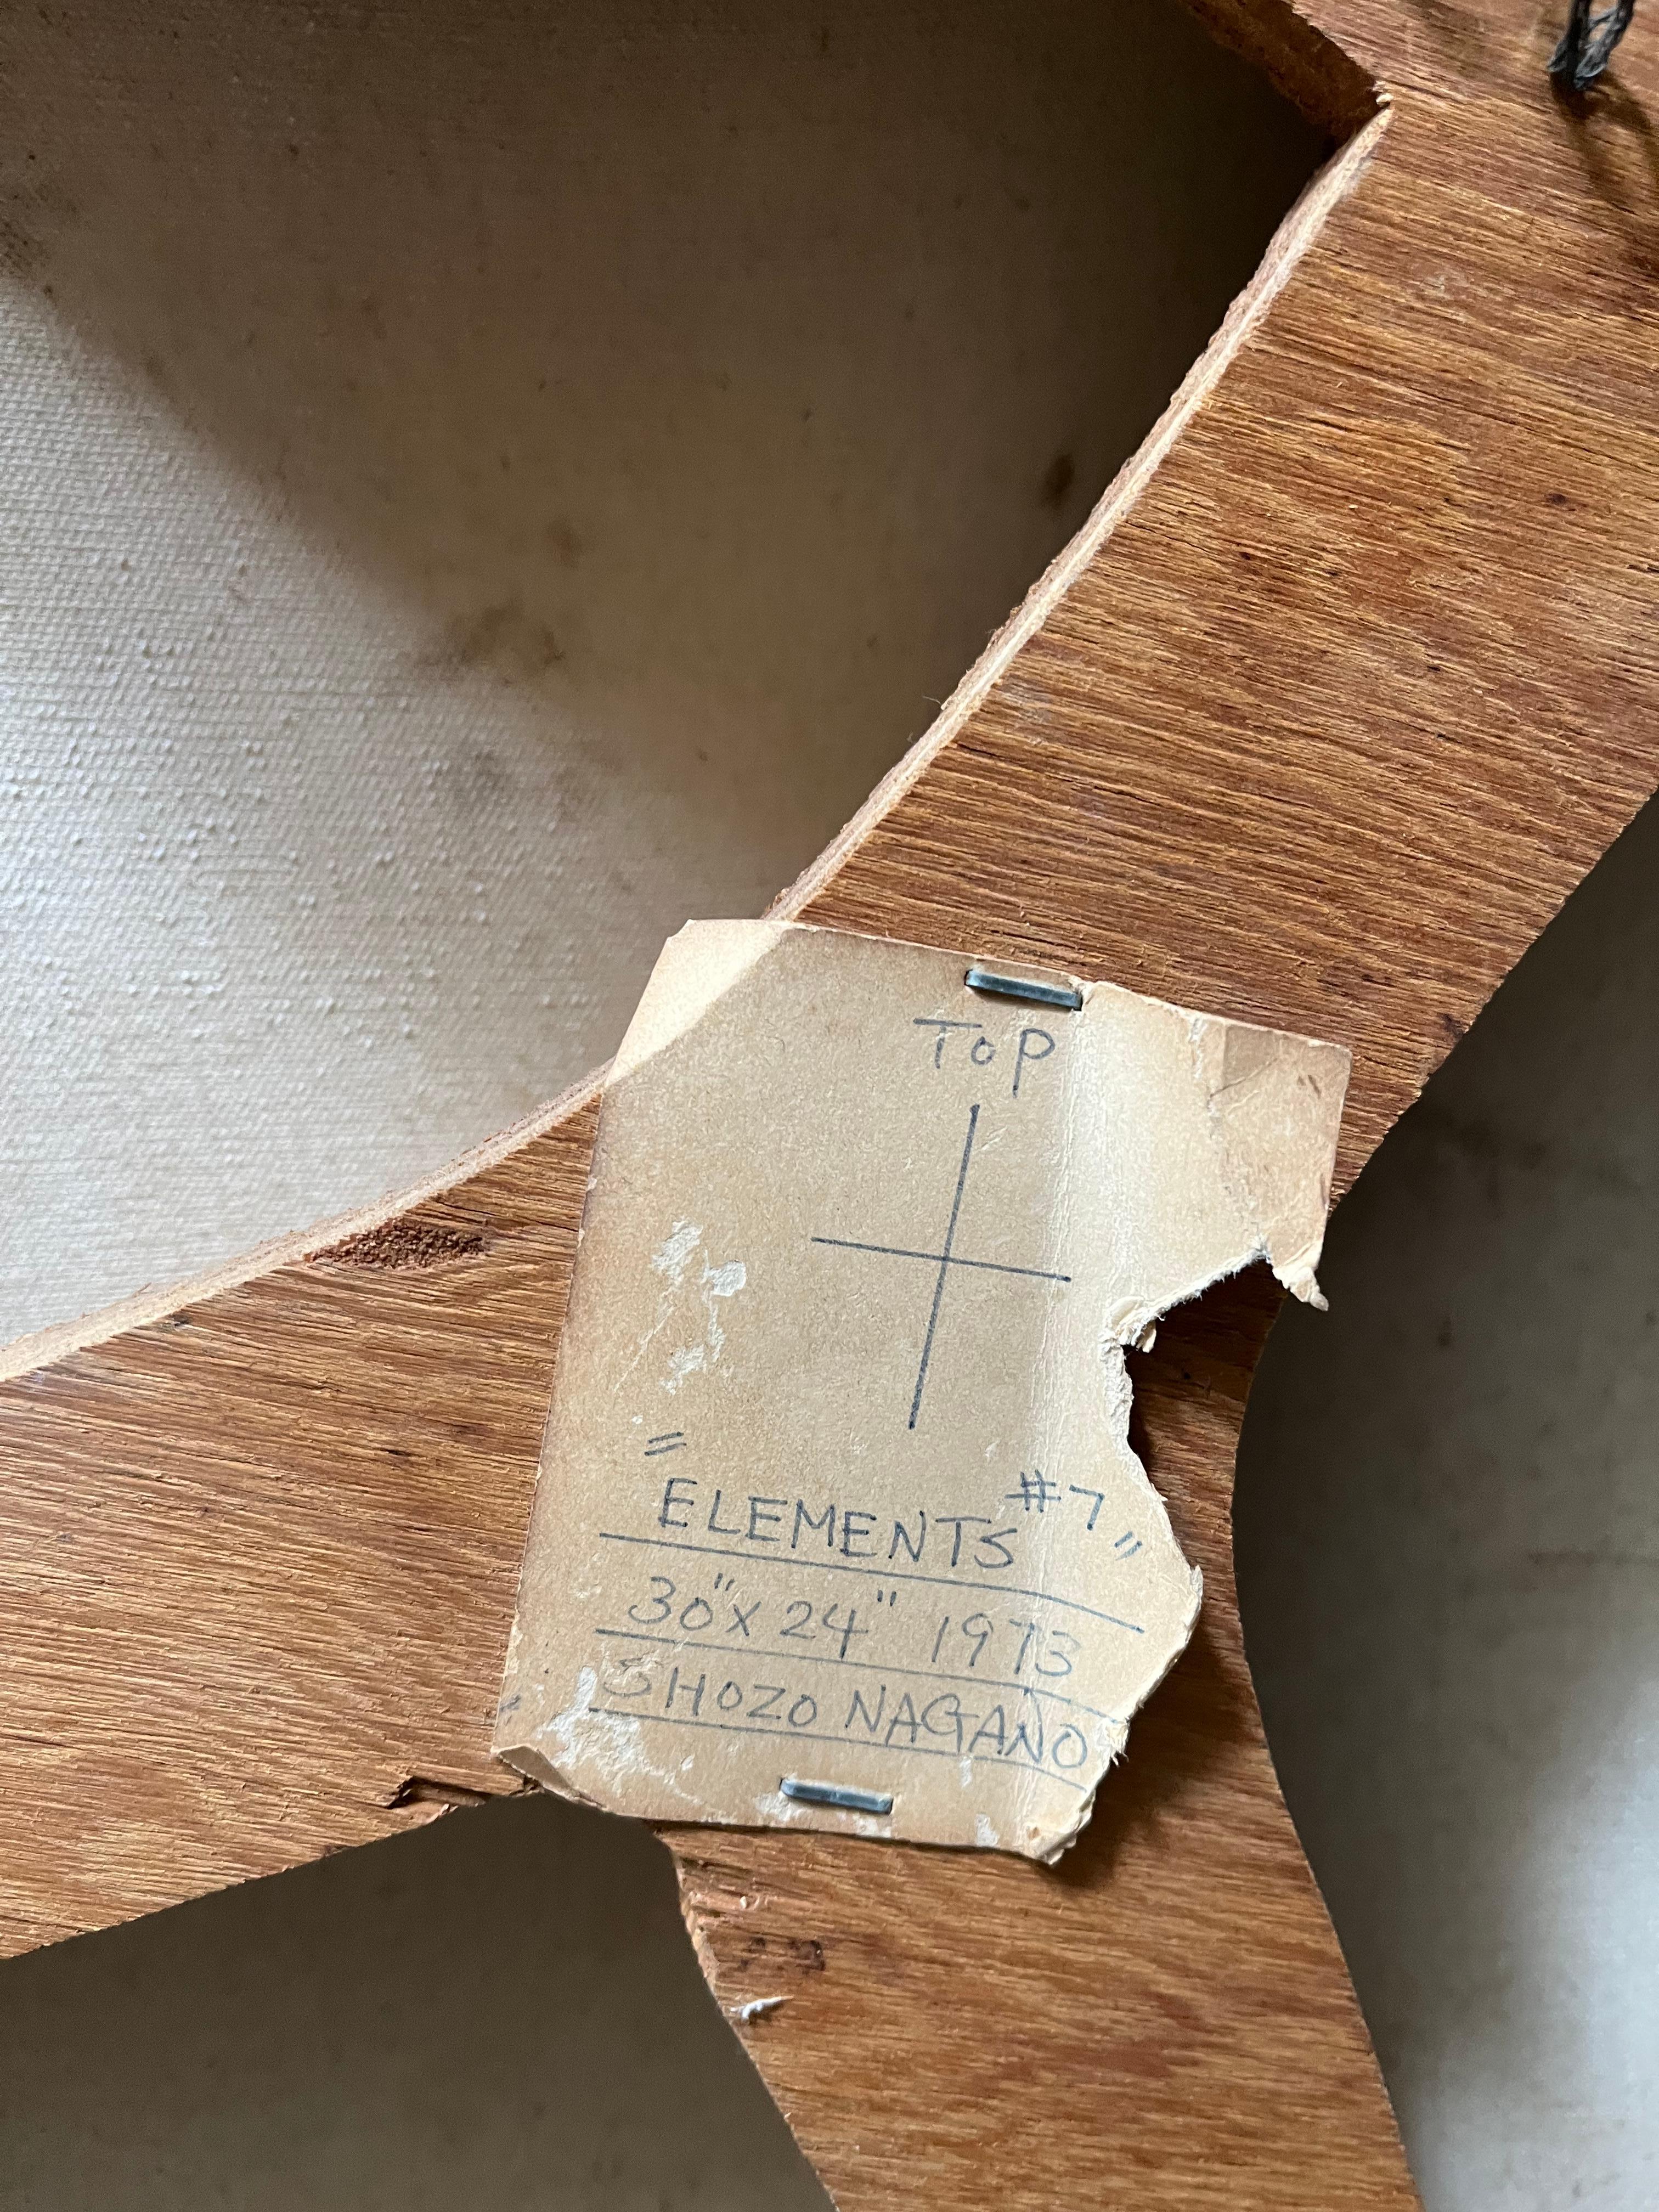 TOP
"ELEMENTS #7"
30" x 24" 1973
SHOZO NAGANO